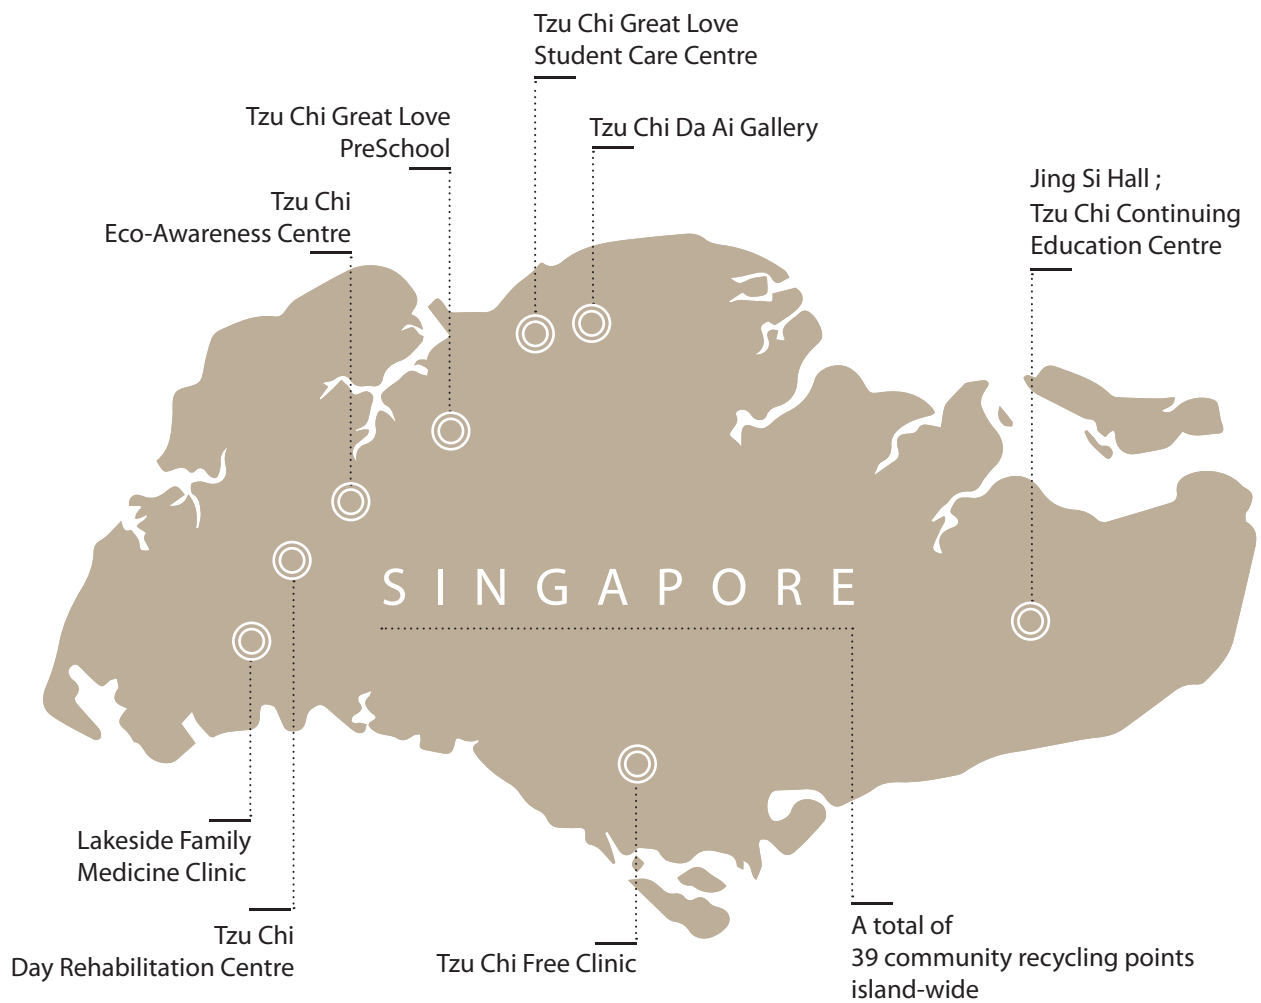 Tzu Chi Great Love
Student Care Centre
Tzu Chi Great Love
PreSchool
Tzu Chi Da Ai Gallery
Jing Si Hall ;
Tzu Chi Continuing
Education Centre
Tzu Chi
Eco-Awareness Centre
SINGAPORE
Lakeside Family
Medicine Clinic
Tzu Chi
Day Rehabilitation Centre
Tzu Chi Free Clinic
A total of
39 community recycling points
island-wide